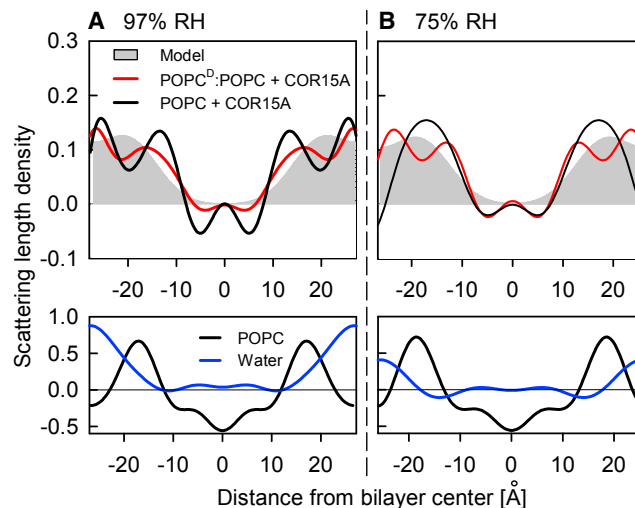 A 97% RH
B 75% RH
Scattering length density
0.3
0.2
0.1
0.0
-0.1
Model
POPCᴰ:POPC + COR15A
POPC + COR15A
-20 -10 0 10 20
-20 -10 0 10 20
1.0
0.5
0.0
-0.5
POPC
Water
-20 -10 0 10 20
-20 -10 0 10 20
Distance from bilayer center [Å]